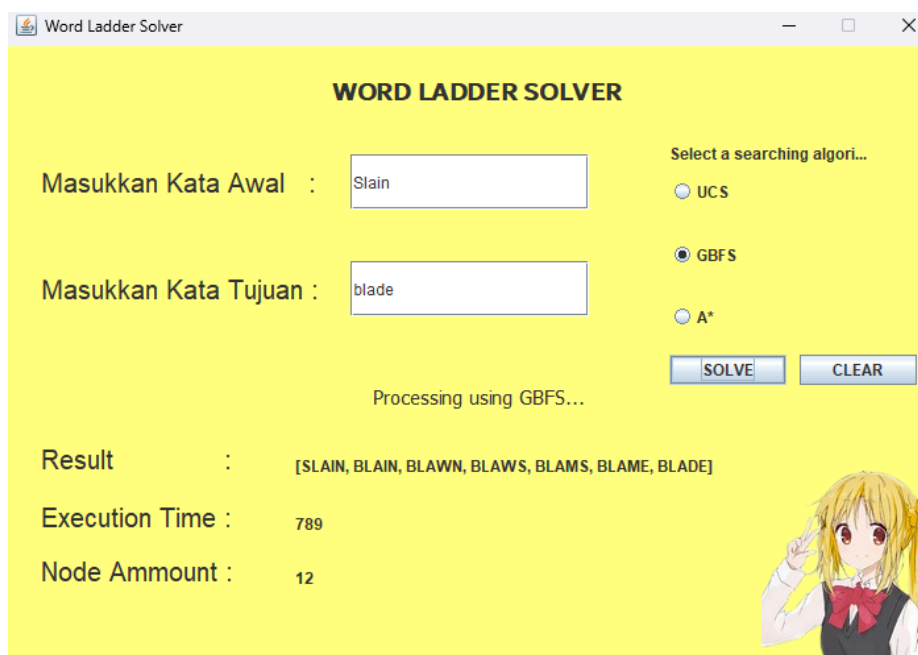 Word Ladder Solver
WORD LADDER SOLVER
Select a searching algori...
Masukkan Kata Awal :
Slain
UCS
GBFS
Masukkan Kata Tujuan :
blade
A*
SOLVE
CLEAR
Processing using GBFS...
Result :
[SLAIN, BLAIN, BLAWN, BLAWS, BLAMS, BLAME, BLADE]
Execution Time :
789
Node Ammount :
12